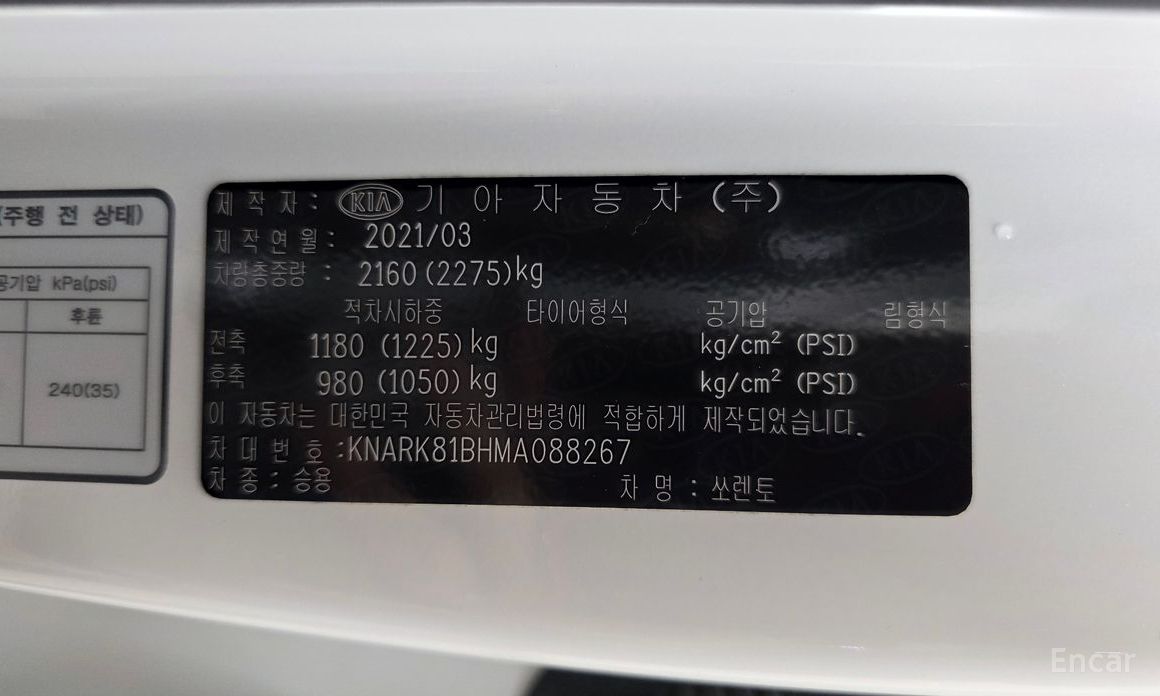 (주행 전 상태)
공기압 kPa(psi)
후륜
240(35)
제작자 : KIA 기아자동차 (주)
제작연월 : 2021/03
차량총중량 : 2160 (2275)kg
적차시하중 타이어형식 공기압 림형식
전축 1180 (1225) kg kg/cm² (PSI)
후축 980 (1050) kg kg/cm² (PSI)
이 자동차는 대한민국 자동차관리법령에 적합하게 제작되었습니다.
차대번호 :KNARK81BHMA088267
차종 : 승용 차명 : 쏘렌토
Encar